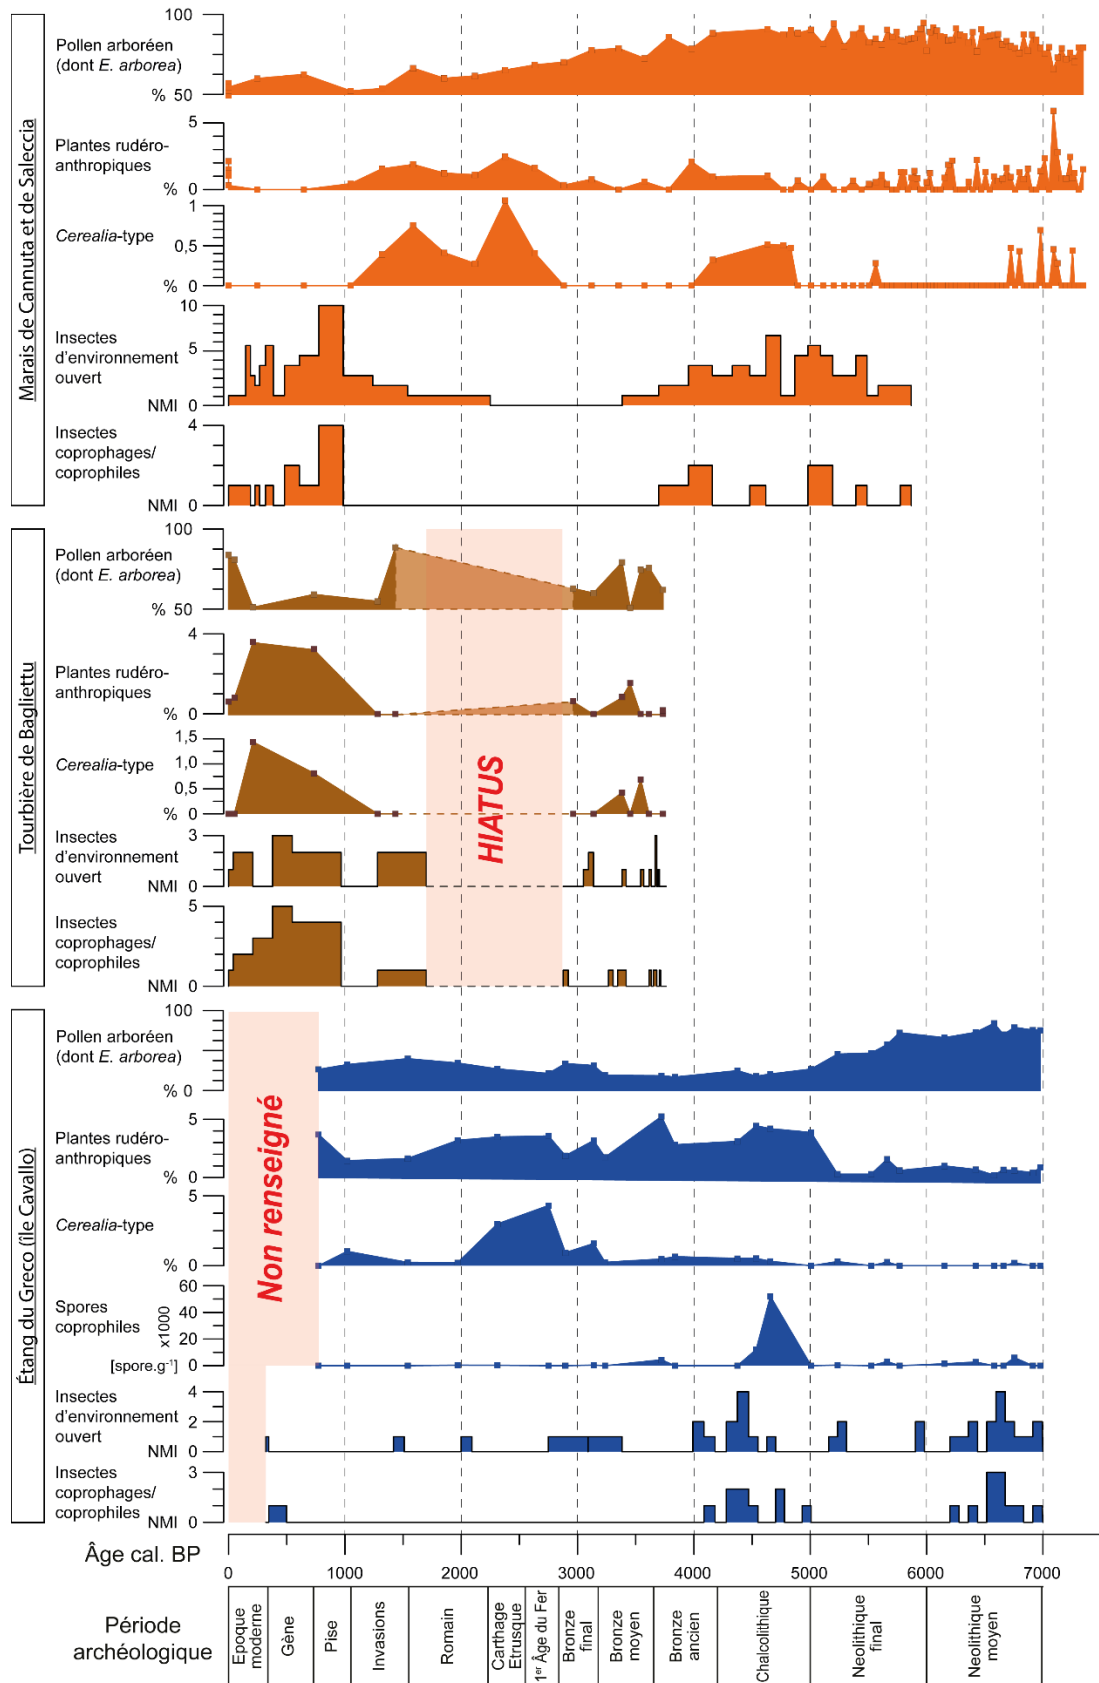 Marais de Cannuta et de Saleccia
Pollen arboréen
(dont E. arborea)
100
% 50
Plantes rudéro-
anthropiques
5
% 0
Cerealia-type
1
0,5
% 0
Insectes
d'environnement
ouvert
10
5
NMI 0
Insectes
coprophages/
coprophiles
4
NMI 0
Tourbière de Bagliettu
Pollen arboréen
(dont E. arborea)
100
% 50
Plantes rudéro-
anthropiques
4
% 0
Cerealia-type
1,5
1,0
0,5
% 0
HIATUS
Insectes
d'environnement
ouvert
3
NMI 0
Insectes
coprophages/
coprophiles
5
NMI 0
Étang du Greco (île Cavallo)
Pollen arboréen
(dont E. arborea)
100
% 0
Plantes rudéro-
anthropiques
5
% 0
Non renseigné
Cerealia-type
5
% 0
Spores
coprophiles
x1000
60
40
20
[spore.g⁻¹] 0
Insectes
d'environnement
ouvert
4
2
NMI 0
Insectes
coprophages/
coprophiles
3
NMI 0
Âge cal. BP
0 1000 2000 3000 4000 5000 6000 7000
Période
archéologique
Epoque
moderne
Gène
Pise
Invasions
Romain
Carthage
Etrusque
1er Âge du Fer
Bronze
final
Bronze
moyen
Bronze
ancien
Chalcolithique
Neolithique
final
Neolithique
moyen